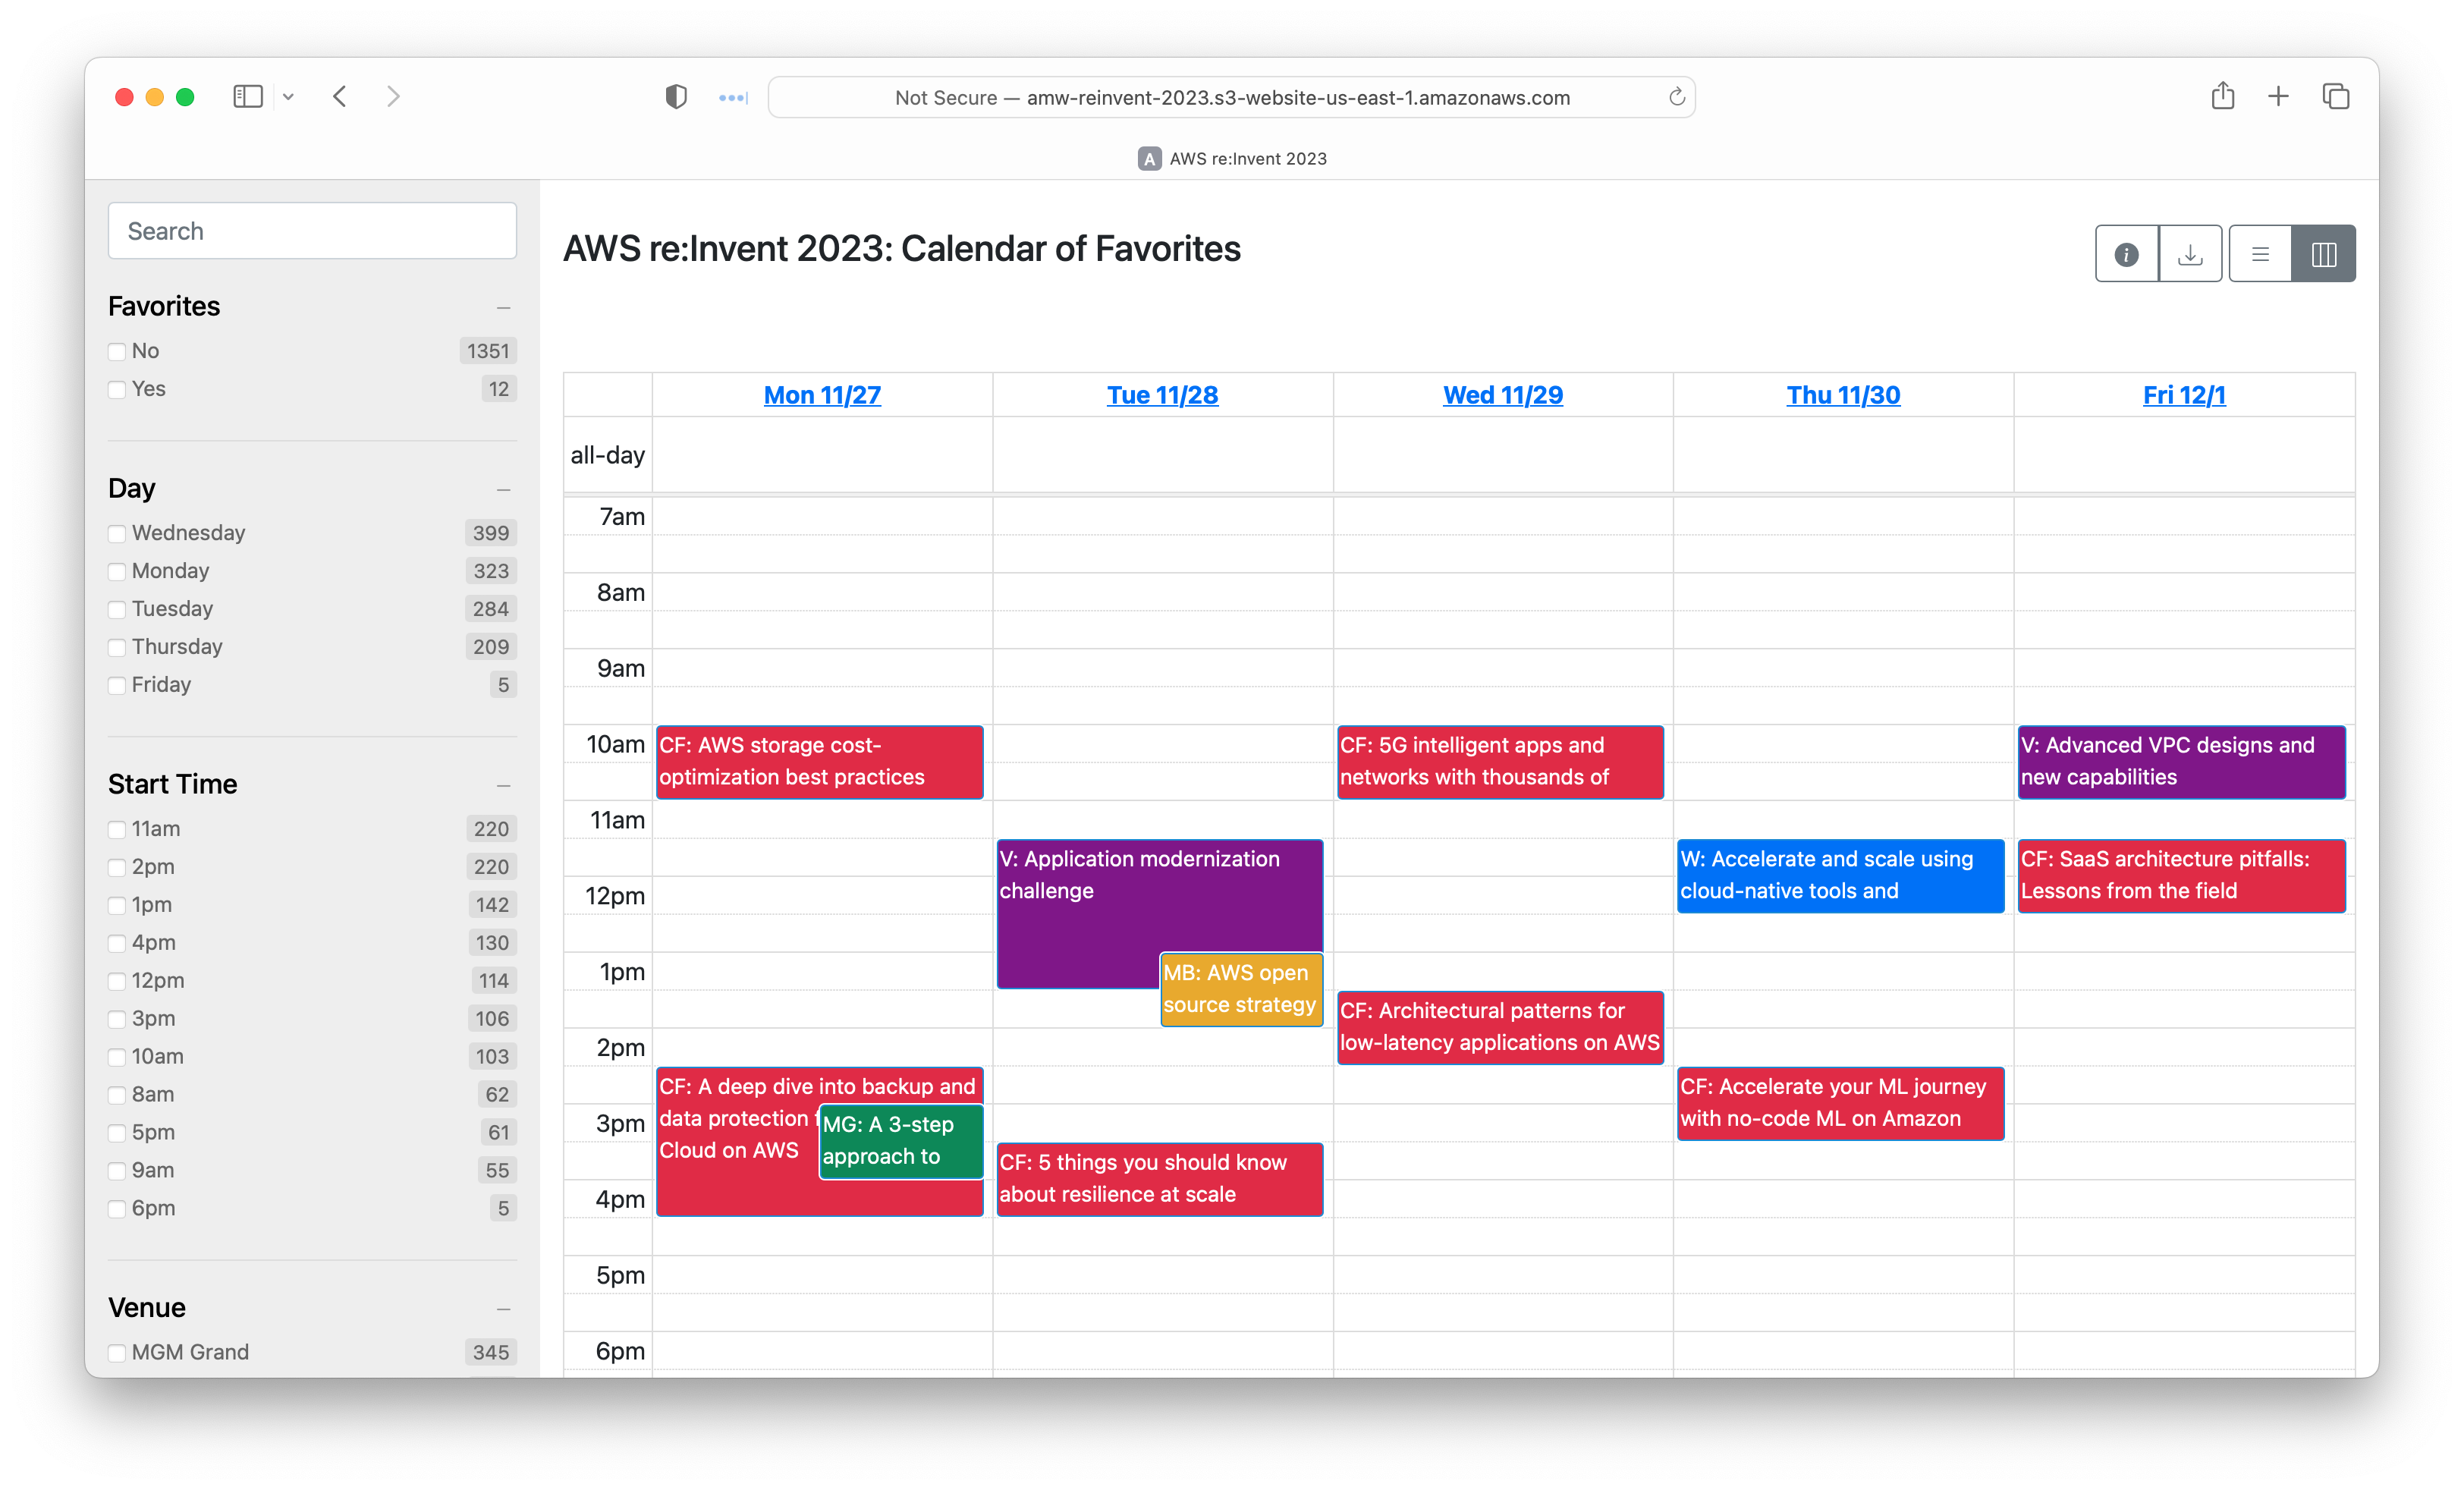 Not Secure — amw-reinvent-2023.s3-website-us-east-1.amazonaws.com
A AWS re:Invent 2023
Search
Favorites
No 1351
Yes 12
Day
Wednesday 399
Monday 323
Tuesday 284
Thursday 209
Friday 5
Start Time
11am 220
2pm 220
1pm 142
4pm 130
12pm 114
3pm 106
10am 103
8am 62
5pm 61
9am 55
6pm 5
Venue
MGM Grand 345
AWS re:Invent 2023: Calendar of Favorites
Mon 11/27 Tue 11/28 Wed 11/29 Thu 11/30 Fri 12/1
all-day
7am
8am
9am
10am
11am
12pm
1pm
2pm
3pm
4pm
5pm
6pm
CF: AWS storage cost-
optimization best practices
CF: A deep dive into backup and
data protection
Cloud on AWS
MG: A 3-step
approach to
V: Application modernization
challenge
MB: AWS open
source strategy
CF: 5 things you should know
about resilience at scale
CF: 5G intelligent apps and
networks with thousands of
CF: Architectural patterns for
low-latency applications on AWS
W: Accelerate and scale using
cloud-native tools and
CF: Accelerate your ML journey
with no-code ML on Amazon
V: Advanced VPC designs and
new capabilities
CF: SaaS architecture pitfalls:
Lessons from the field